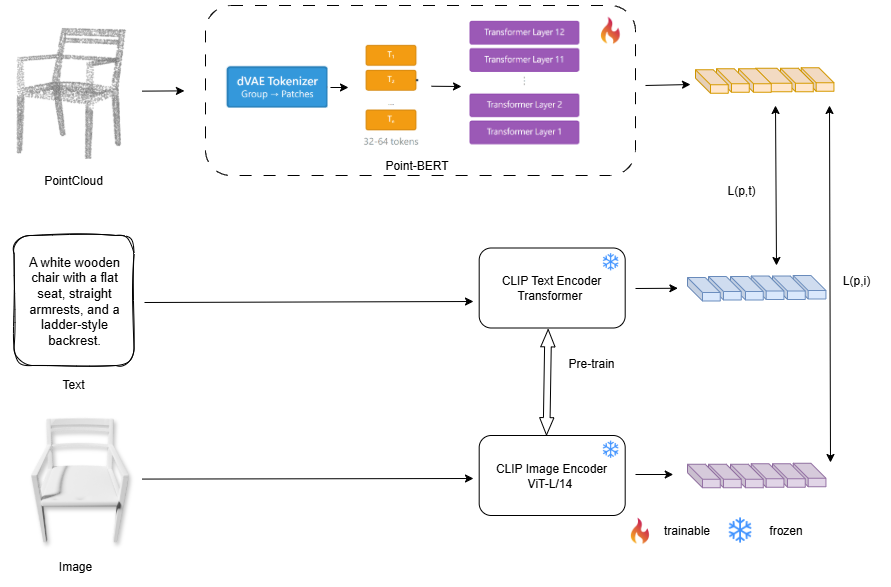 PointCloud
dVAE Tokenizer
Group → Patches
T₁
...
32-64 tokens
Transformer Layer 12
Transformer Layer 11
⋮
Transformer Layer 2
Transformer Layer 1
Point-BERT
L(p,t)
L(p,i)
A white wooden
chair with a flat
seat, straight
armrests, and a
ladder-style
backrest.
Text
CLIP Text Encoder
Transformer
Pre-train
CLIP Image Encoder
ViT-L/14
Image
trainable
frozen